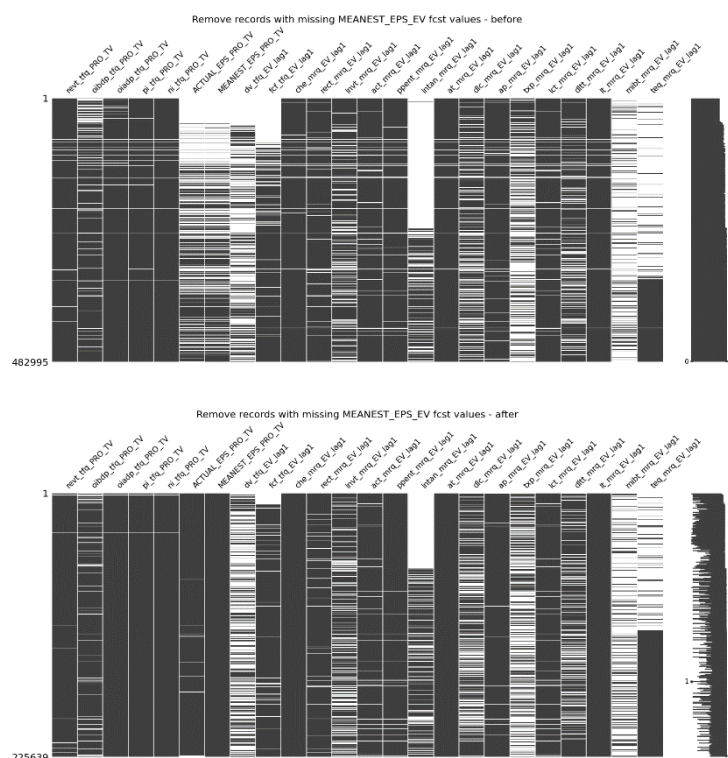 Remove records with missing MEANEST_EPS_EV fcst values - before
revt_tfq_PRO_TV
oibdp_tfq_PRO_TV
oiadp_tfq_PRO_TV
pi_tfq_PRO_TV
ni_tfq_PRO_TV
ACTUAL_EPS_PRO_TV
MEANEST_EPS_PRO_TV
dv_tfq_EV_lag1
fcf_tfq_EV_lag1
che_mrq_EV_lag1
rect_mrq_EV_lag1
invt_mrq_EV_lag1
act_mrq_EV_lag1
ppent_mrq_EV_lag1
intan_mrq_EV_lag1
at_mrq_EV_lag1
dlc_mrq_EV_lag1
ap_mrq_EV_lag1
txp_mrq_EV_lag1
lct_mrq_EV_lag1
dltt_mrq_EV_lag1
lt_mrq_EV_lag1
mibt_mrq_EV_lag1
teq_mrq_EV_lag1
1
0
482995
Remove records with missing MEANEST_EPS_EV fcst values - after
revt_tfq_PRO_TV
oibdp_tfq_PRO_TV
oiadp_tfq_PRO_TV
pi_tfq_PRO_TV
ni_tfq_PRO_TV
ACTUAL_EPS_PRO_TV
MEANEST_EPS_PRO_TV
dv_tfq_EV_lag1
fcf_tfq_EV_lag1
che_mrq_EV_lag1
rect_mrq_EV_lag1
invt_mrq_EV_lag1
act_mrq_EV_lag1
ppent_mrq_EV_lag1
intan_mrq_EV_lag1
at_mrq_EV_lag1
dlc_mrq_EV_lag1
ap_mrq_EV_lag1
txp_mrq_EV_lag1
lct_mrq_EV_lag1
dltt_mrq_EV_lag1
lt_mrq_EV_lag1
mibt_mrq_EV_lag1
teq_mrq_EV_lag1
1
1
225639